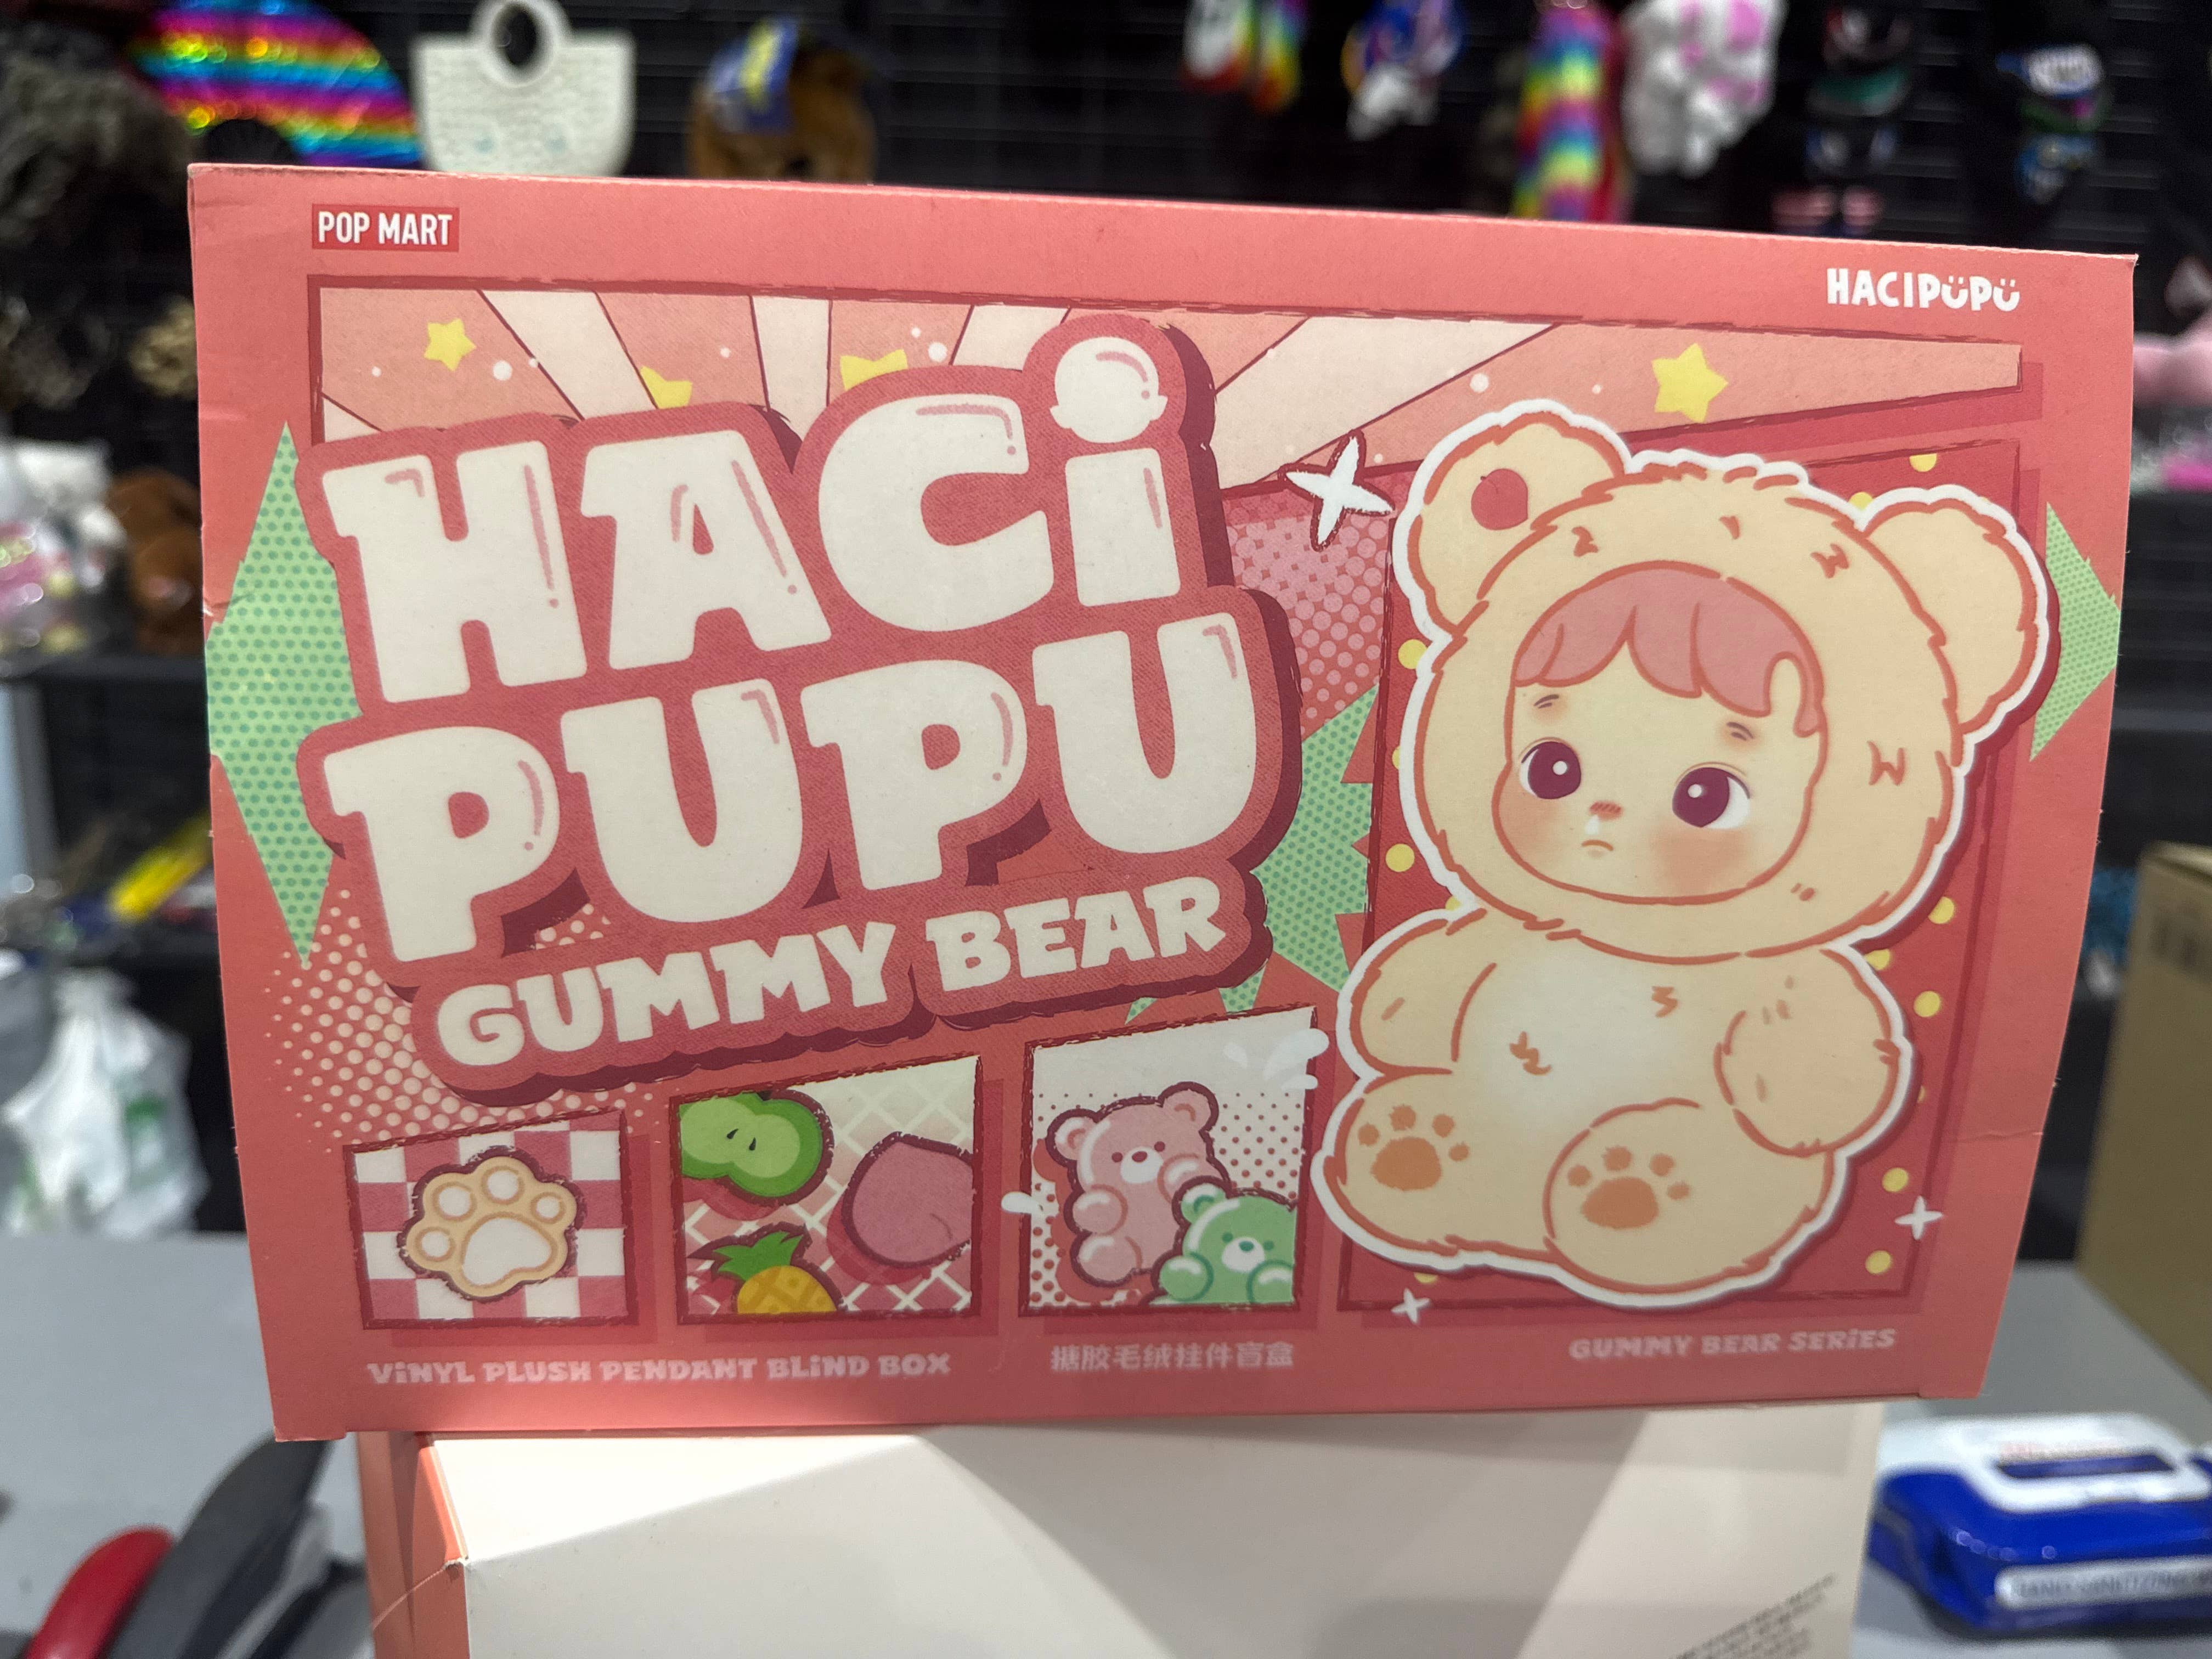 POP MART
HACIPUPU
HACi
PUPU
GUMMY BEAR
ViNYL PLUSH PENDANT BLiND BOX
搪胶毛绒挂件盲盒
GUMMY BEAR SERiES